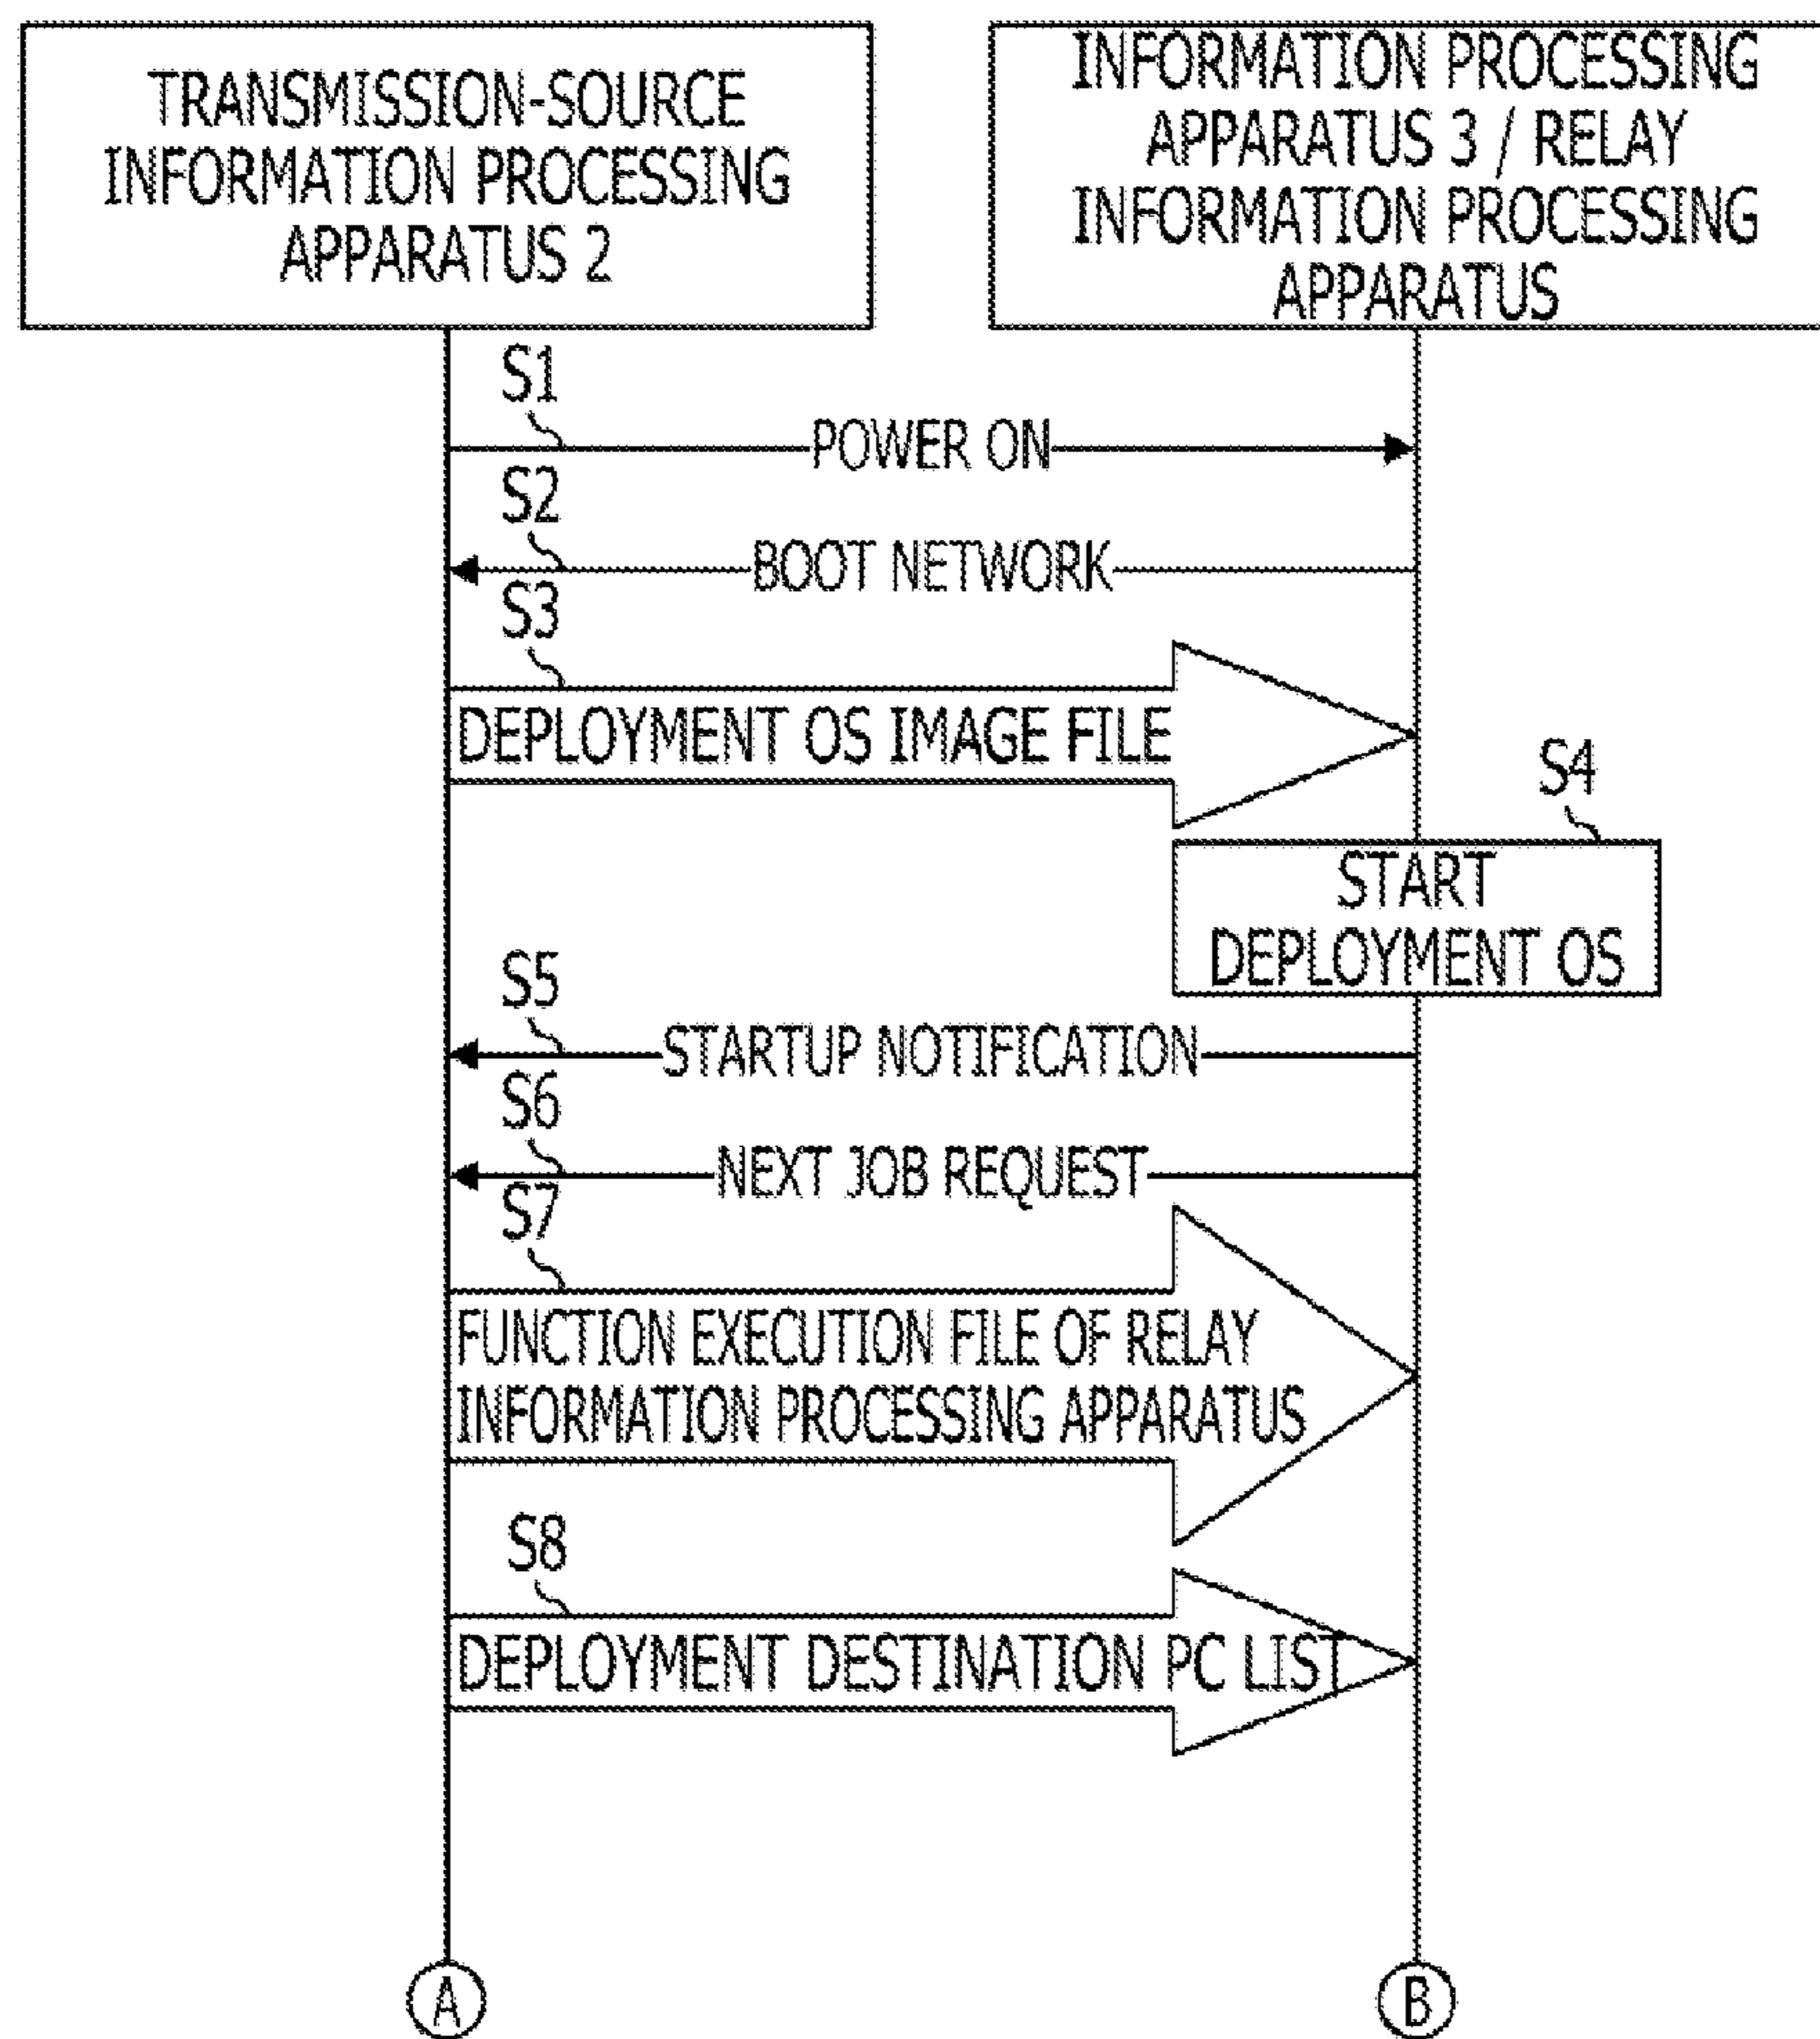 TRANSMISSION-SOURCE
INFORMATION PROCESSING
APPARATUS 2
INFORMATION PROCESSING
APPARATUS 3 / RELAY
INFORMATION PROCESSING
APPARATUS
S1
POWER ON
S2
BOOT NETWORK
S3
DEPLOYMENT OS IMAGE FILE
S4
START
DEPLOYMENT OS
S5
STARTUP NOTIFICATION
S6
NEXT JOB REQUEST
S7
FUNCTION EXECUTION FILE OF RELAY
INFORMATION PROCESSING APPARATUS
S8
DEPLOYMENT DESTINATION PC LIST
A
B